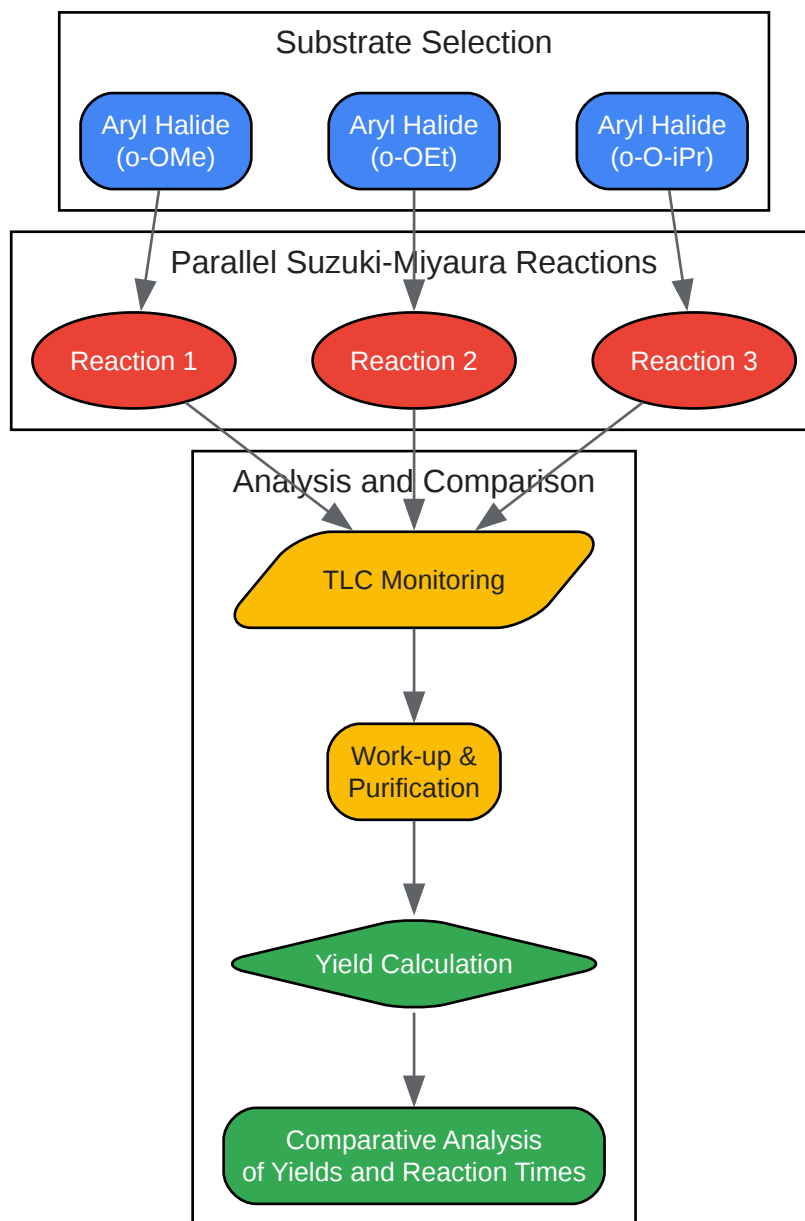 Substrate Selection
Aryl Halide
(o-OMe)
Aryl Halide
(o-OEt)
Aryl Halide
(o-O-iPr)
Parallel Suzuki-Miyaura Reactions
Reaction 1
Reaction 2
Reaction 3
Analysis and Comparison
TLC Monitoring
Work-up &
Purification
Yield Calculation
Comparative Analysis
of Yields and Reaction Times